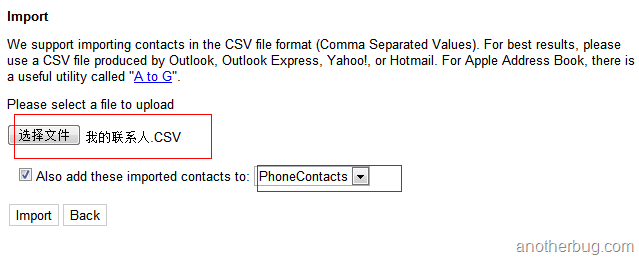 Import
We support importing contacts in the CSV file format (Comma Separated Values). For best results, please
use a CSV file produced by Outlook, Outlook Express, Yahoo!, or Hotmail. For Apple Address Book, there is
a useful utility called "A to G".
Please select a file to upload
选择文件 我的联系人.CSV
Also add these imported contacts to: PhoneContacts
Import Back
anotherbug.com